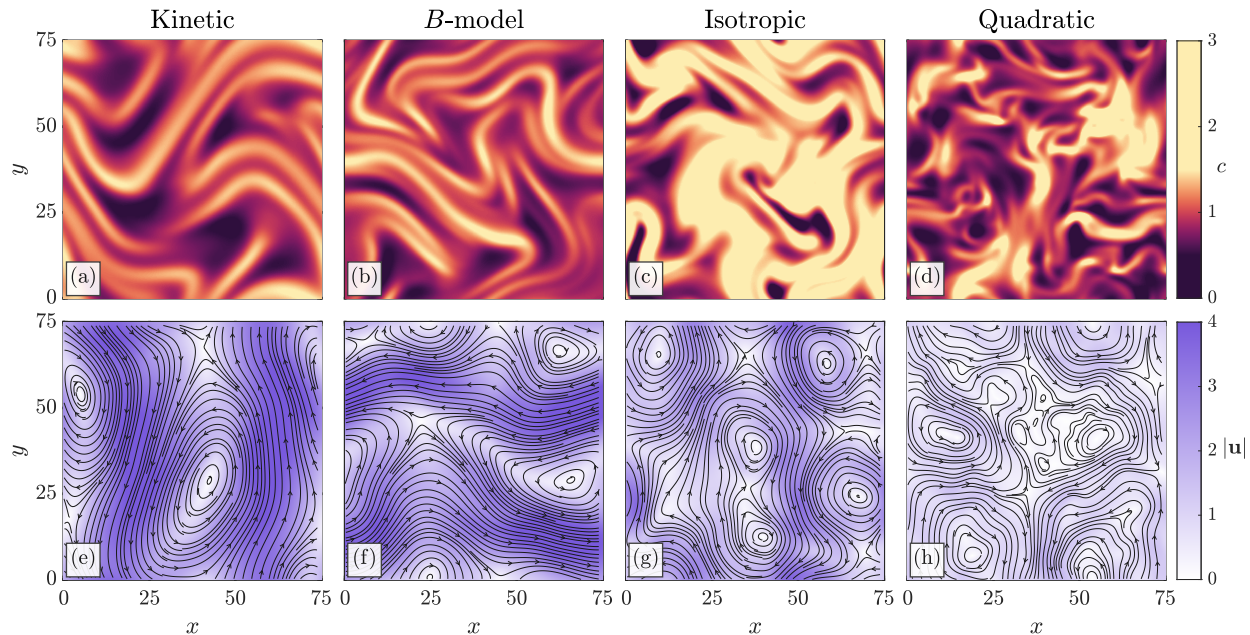 Kinetic B-model Isotropic Quadratic
75 3
50 2
y c
25 1
0 (a) (b) (c) (d) 0
75 4
3
50
y 2 |u|
25 1
0 (e) (f) (g) (h) 0
0 25 50 75 0 25 50 75 0 25 50 75 0 25 50 75
x x x x